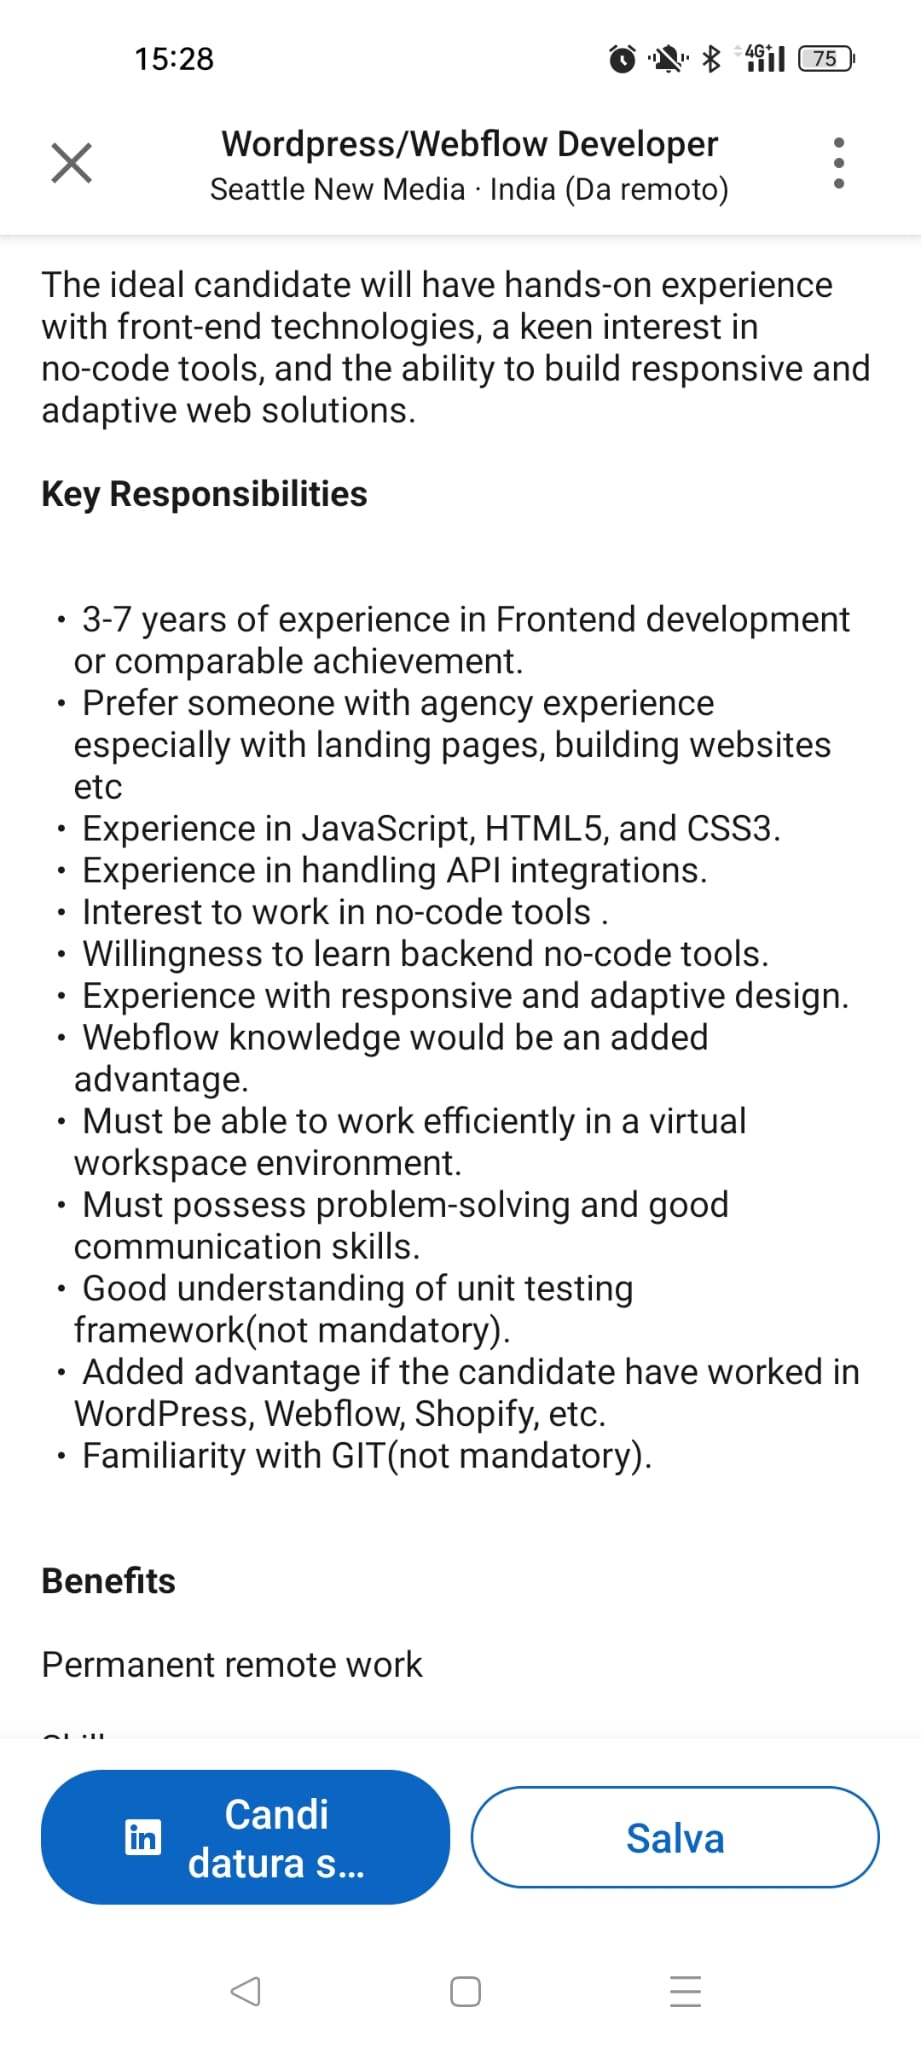 15:28
4G+
75
Wordpress/Webflow Developer
Seattle New Media · India (Da remoto)
The ideal candidate will have hands-on experience
with front-end technologies, a keen interest in
no-code tools, and the ability to build responsive and
adaptive web solutions.
Key Responsibilities
• 3-7 years of experience in Frontend development
or comparable achievement.
• Prefer someone with agency experience
especially with landing pages, building websites
etc
• Experience in JavaScript, HTML5, and CSS3.
• Experience in handling API integrations.
• Interest to work in no-code tools .
• Willingness to learn backend no-code tools.
• Experience with responsive and adaptive design.
• Webflow knowledge would be an added
advantage.
• Must be able to work efficiently in a virtual
workspace environment.
• Must possess problem-solving and good
communication skills.
• Good understanding of unit testing
framework(not mandatory).
• Added advantage if the candidate have worked in
WordPress, Webflow, Shopify, etc.
• Familiarity with GIT(not mandatory).
Benefits
Permanent remote work
in
Candi
datura s...
Salva